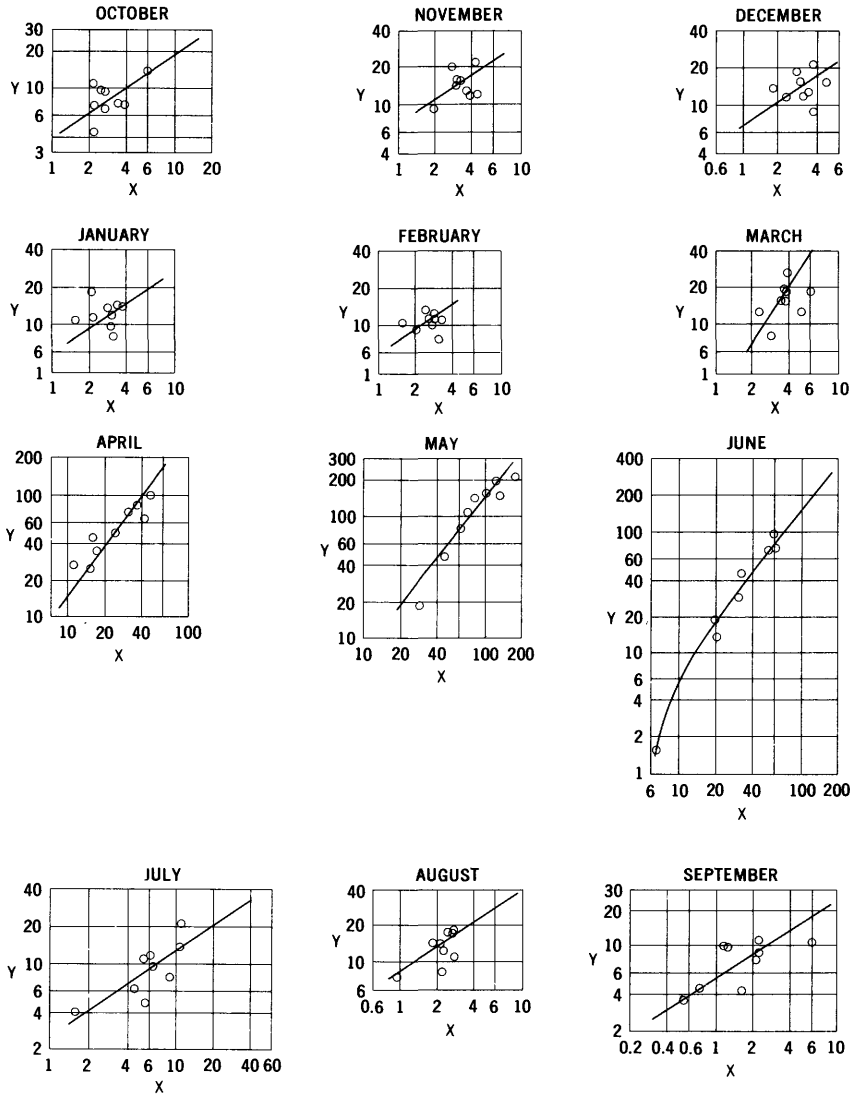 OCTOBER
30
20
10
6
3
Y
1 2 4 6 10 20
X
NOVEMBER
40
20
10
6
4
Y
1 2 4 6 10
X
DECEMBER
40
20
10
6
4
Y
0.6 1 2 4 6
X
JANUARY
40
20
10
6
1
Y
1 2 4 6 10
X
FEBRUARY
40
20
10
6
1
Y
1 2 4 6 10
X
MARCH
40
20
10
6
1
Y
1 2 4 6 10
X
APRIL
200
100
60
40
20
10
Y
10 20 40 100
X
MAY
300
200
100
60
40
20
10
Y
10 20 40 100 200
X
JUNE
400
200
100
60
40
20
10
6
4
2
1
Y
6 10 20 40 100 200
X
JULY
40
20
10
6
4
2
Y
1 2 4 6 10 20 40 60
X
AUGUST
40
20
10
6
Y
0.6 1 2 4 10
X
SEPTEMBER
30
20
10
6
4
2
Y
0.2 0.4 0.6 1 2 4 6 10
X